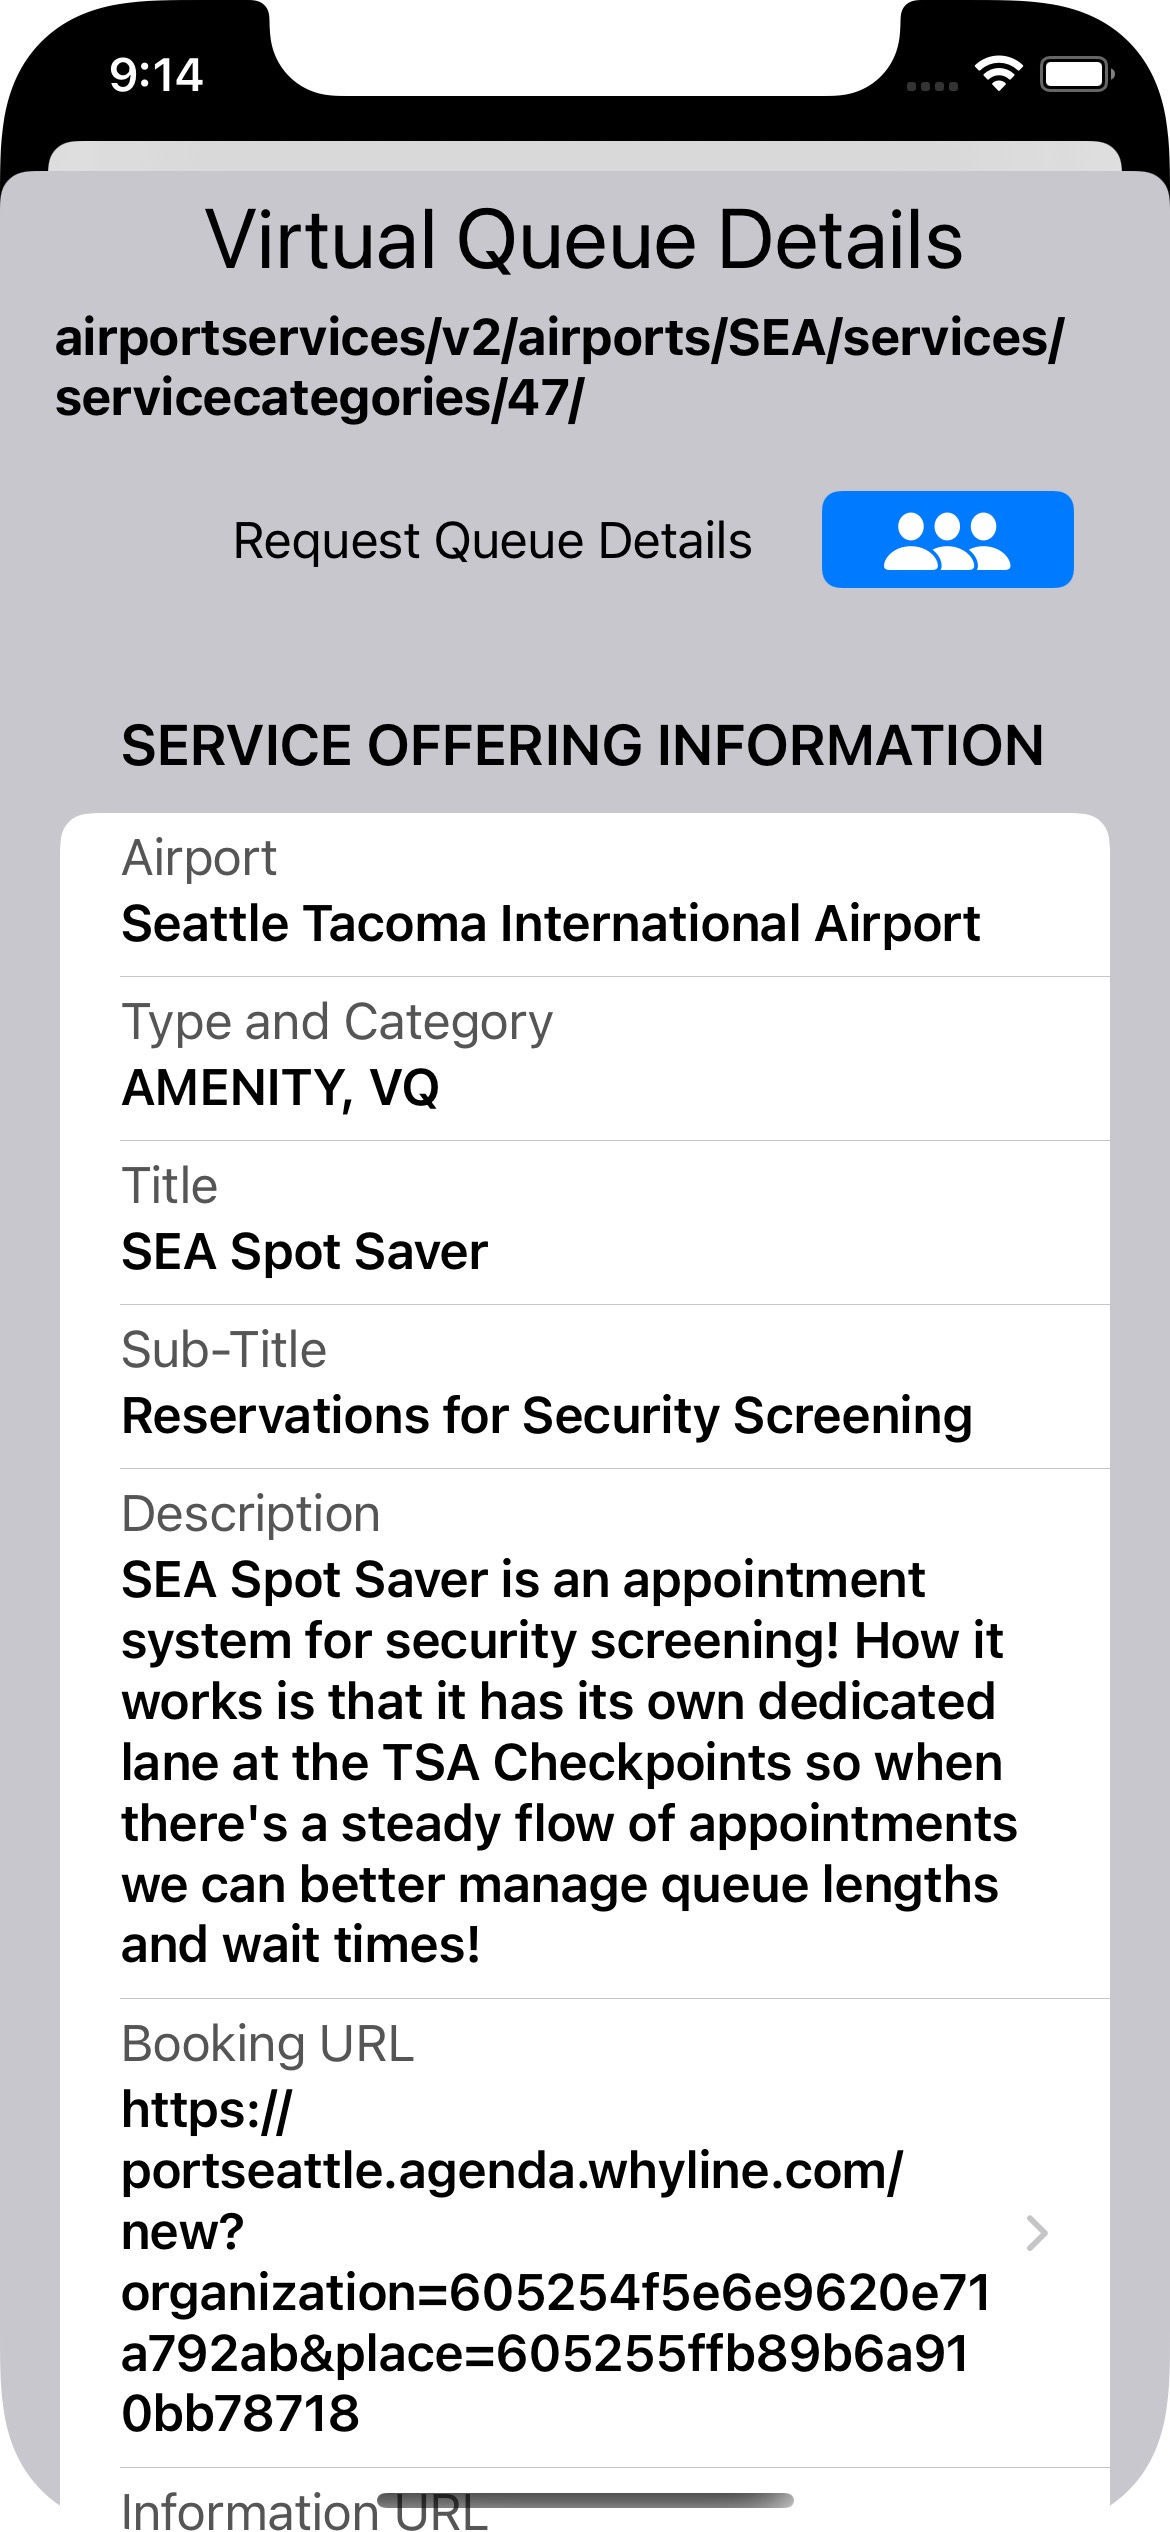 9:14
Virtual Queue Details
airportservices/v2/airports/SEA/services/
servicecategories/47/
Request Queue Details
SERVICE OFFERING INFORMATION
Airport
Seattle Tacoma International Airport
Type and Category
AMENITY, VQ
Title
SEA Spot Saver
Sub-Title
Reservations for Security Screening
Description
SEA Spot Saver is an appointment
system for security screening! How it
works is that it has its own dedicated
lane at the TSA Checkpoints so when
there's a steady flow of appointments
we can better manage queue lengths
and wait times!
Booking URL
https://
portseattle.agenda.whyline.com/
new?
organization=605254f5e6e9620e71
a792ab&place=605255ffb89b6a91
0bb78718
Information URL